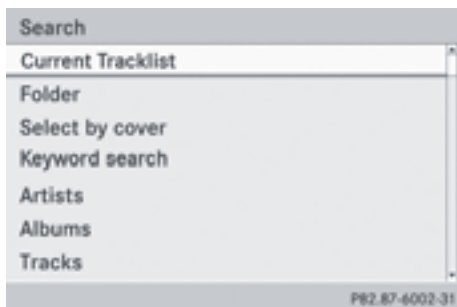 Search
Current Tracklist
Folder
Select by cover
Keyword search
Artists
Albums
Tracks
P82.87-6002-31